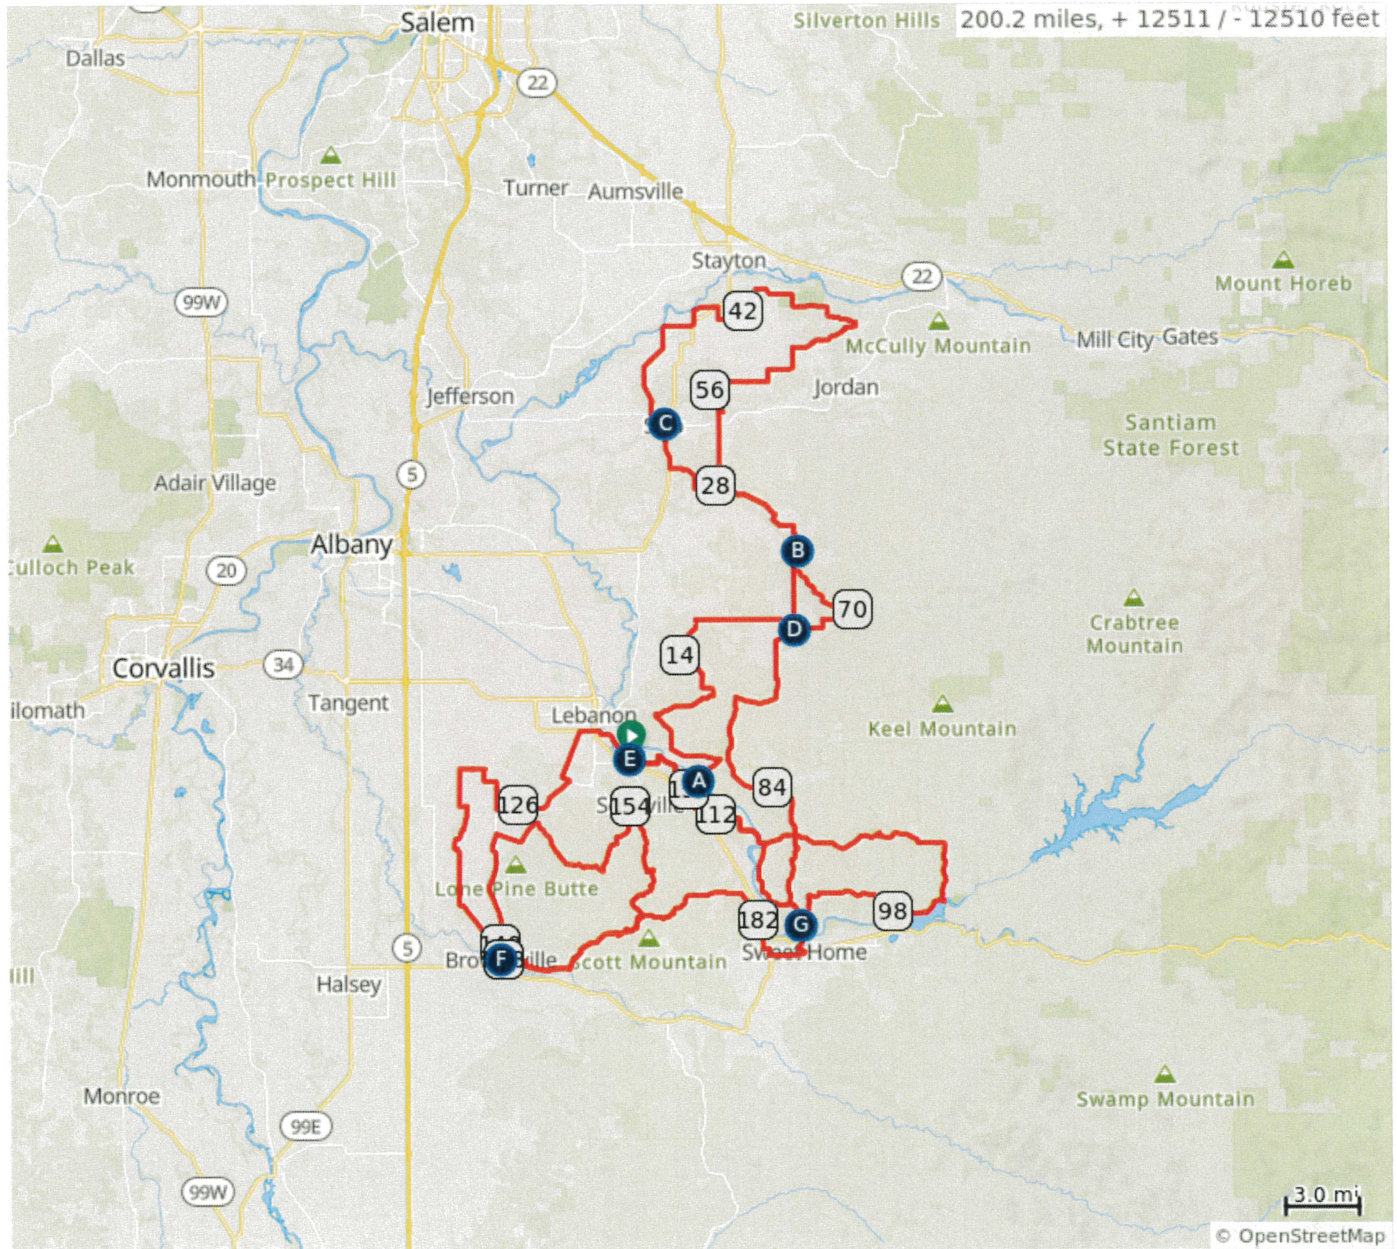 Salem
Silverton Hills
200.2 miles, + 12511 / - 12510 feet
Dallas
22
Monmouth
Prospect Hill
Turner
Aumsville
Stayton
22
Mount Horeb
99W
42
McCully Mountain
Mill City
Gates
Jefferson
56
Jordan
C
Santiam
State Forest
5
Adair Village
28
Albany
B
Culloch Peak
20
70
D
Crabtree
Mountain
14
Corvallis
34
Tangent
ilomath
Lebanon
Keel Mountain
E
A
84
126
154
112
Lone Pine Butte
98
182
G
5
F
Scott Mountain
Sweet Home
Halsey
Monroe
Swamp Mountain
99E
99W
3.0 mi
© OpenStreetMap